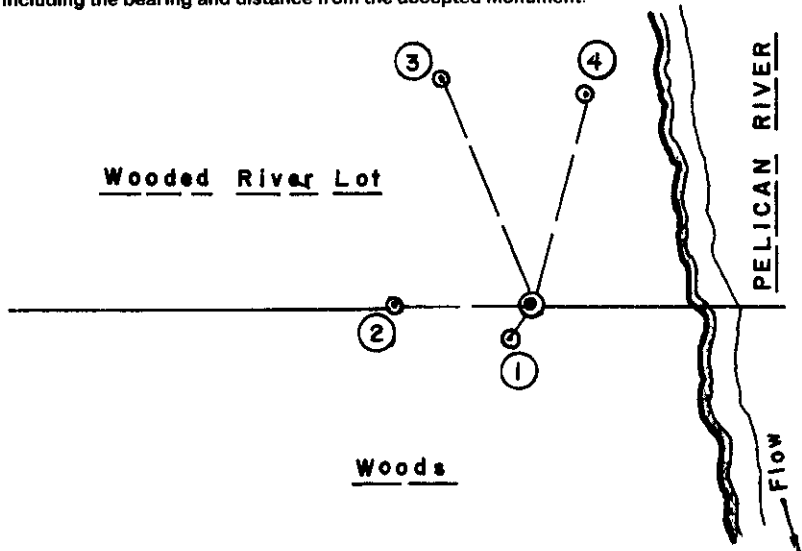 including the bearing and distance from the accepted Monument.
3
4
PELICAN RIVER
Wooded River Lot
2
1
Woods
Flow